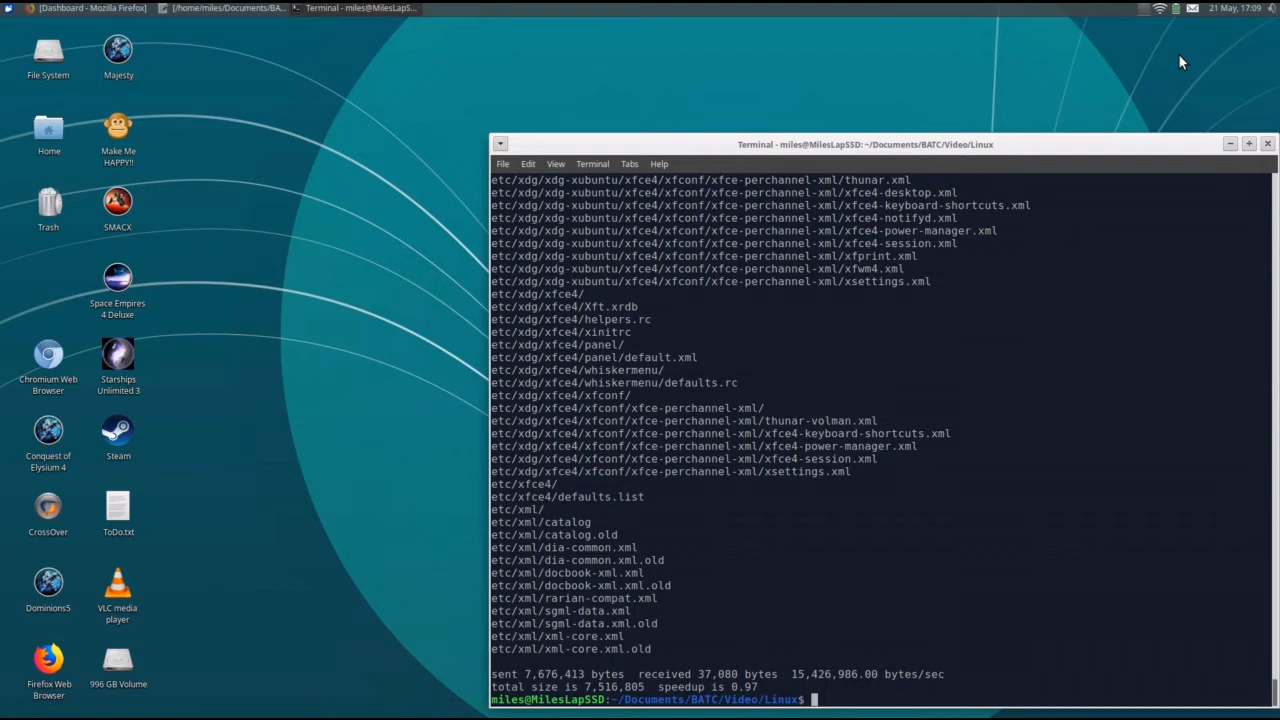 [Dashboard - Mozilla Firefox]
[/home/miles/Documents/BA...
Terminal - miles@MilesLapS...
21 May, 17:09
File System
Majesty
Home
Make Me
HAPPY!!
Trash
SMACX
Space Empires
4 Deluxe
Chromium Web
Browser
Starships
Unlimited 3
Conquest of
Elysium 4
Steam
CrossOver
ToDo.txt
Dominions5
VLC media
player
Firefox Web
Browser
996 GB Volume
Terminal - miles@MilesLapSSD: ~/Documents/BATC/Video/Linux
File Edit View Terminal Tabs Help
etc/xdg/xdg-xubuntu/xfce4/xfconf/xfce-perchannel-xml/thunar.xml
etc/xdg/xdg-xubuntu/xfce4/xfconf/xfce-perchannel-xml/xfce4-desktop.xml
etc/xdg/xdg-xubuntu/xfce4/xfconf/xfce-perchannel-xml/xfce4-keyboard-shortcuts.xml
etc/xdg/xdg-xubuntu/xfce4/xfconf/xfce-perchannel-xml/xfce4-notifyd.xml
etc/xdg/xdg-xubuntu/xfce4/xfconf/xfce-perchannel-xml/xfce4-power-manager.xml
etc/xdg/xdg-xubuntu/xfce4/xfconf/xfce-perchannel-xml/xfce4-session.xml
etc/xdg/xdg-xubuntu/xfce4/xfconf/xfce-perchannel-xml/xfprint.xml
etc/xdg/xdg-xubuntu/xfce4/xfconf/xfce-perchannel-xml/xfwm4.xml
etc/xdg/xdg-xubuntu/xfce4/xfconf/xfce-perchannel-xml/xsettings.xml
etc/xdg/xfce4/
etc/xdg/xfce4/Xft.xrdb
etc/xdg/xfce4/helpers.rc
etc/xdg/xfce4/xinitrc
etc/xdg/xfce4/panel/
etc/xdg/xfce4/panel/default.xml
etc/xdg/xfce4/whiskermenu/
etc/xdg/xfce4/whiskermenu/defaults.rc
etc/xdg/xfce4/xfconf/
etc/xdg/xfce4/xfconf/xfce-perchannel-xml/
etc/xdg/xfce4/xfconf/xfce-perchannel-xml/thunar-volman.xml
etc/xdg/xfce4/xfconf/xfce-perchannel-xml/xfce4-keyboard-shortcuts.xml
etc/xdg/xfce4/xfconf/xfce-perchannel-xml/xfce4-power-manager.xml
etc/xdg/xfce4/xfconf/xfce-perchannel-xml/xfce4-session.xml
etc/xdg/xfce4/xfconf/xfce-perchannel-xml/xsettings.xml
etc/xfce4/
etc/xfce4/defaults.list
etc/xml/
etc/xml/catalog
etc/xml/catalog.old
etc/xml/dia-common.xml
etc/xml/dia-common.xml.old
etc/xml/docbook-xml.xml
etc/xml/docbook-xml.xml.old
etc/xml/rarian-compat.xml
etc/xml/sgml-data.xml
etc/xml/sgml-data.xml.old
etc/xml/xml-core.xml
etc/xml/xml-core.xml.old
sent 7,676,413 bytes  received 37,080 bytes  15,426,986.00 bytes/sec
total size is 7,516,805  speedup is 0.97
miles@MilesLapSSD:~/Documents/BATC/Video/Linux$